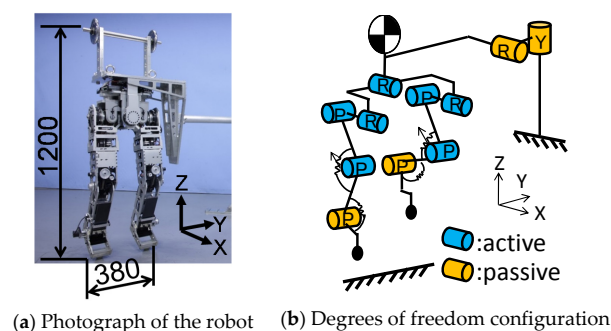 1200
380
Z
Y
X
R
Y
R
P
R
P
R
P
P
P
P
Z
Y
X
:active
:passive
(a) Photograph of the robot
(b) Degrees of freedom configuration